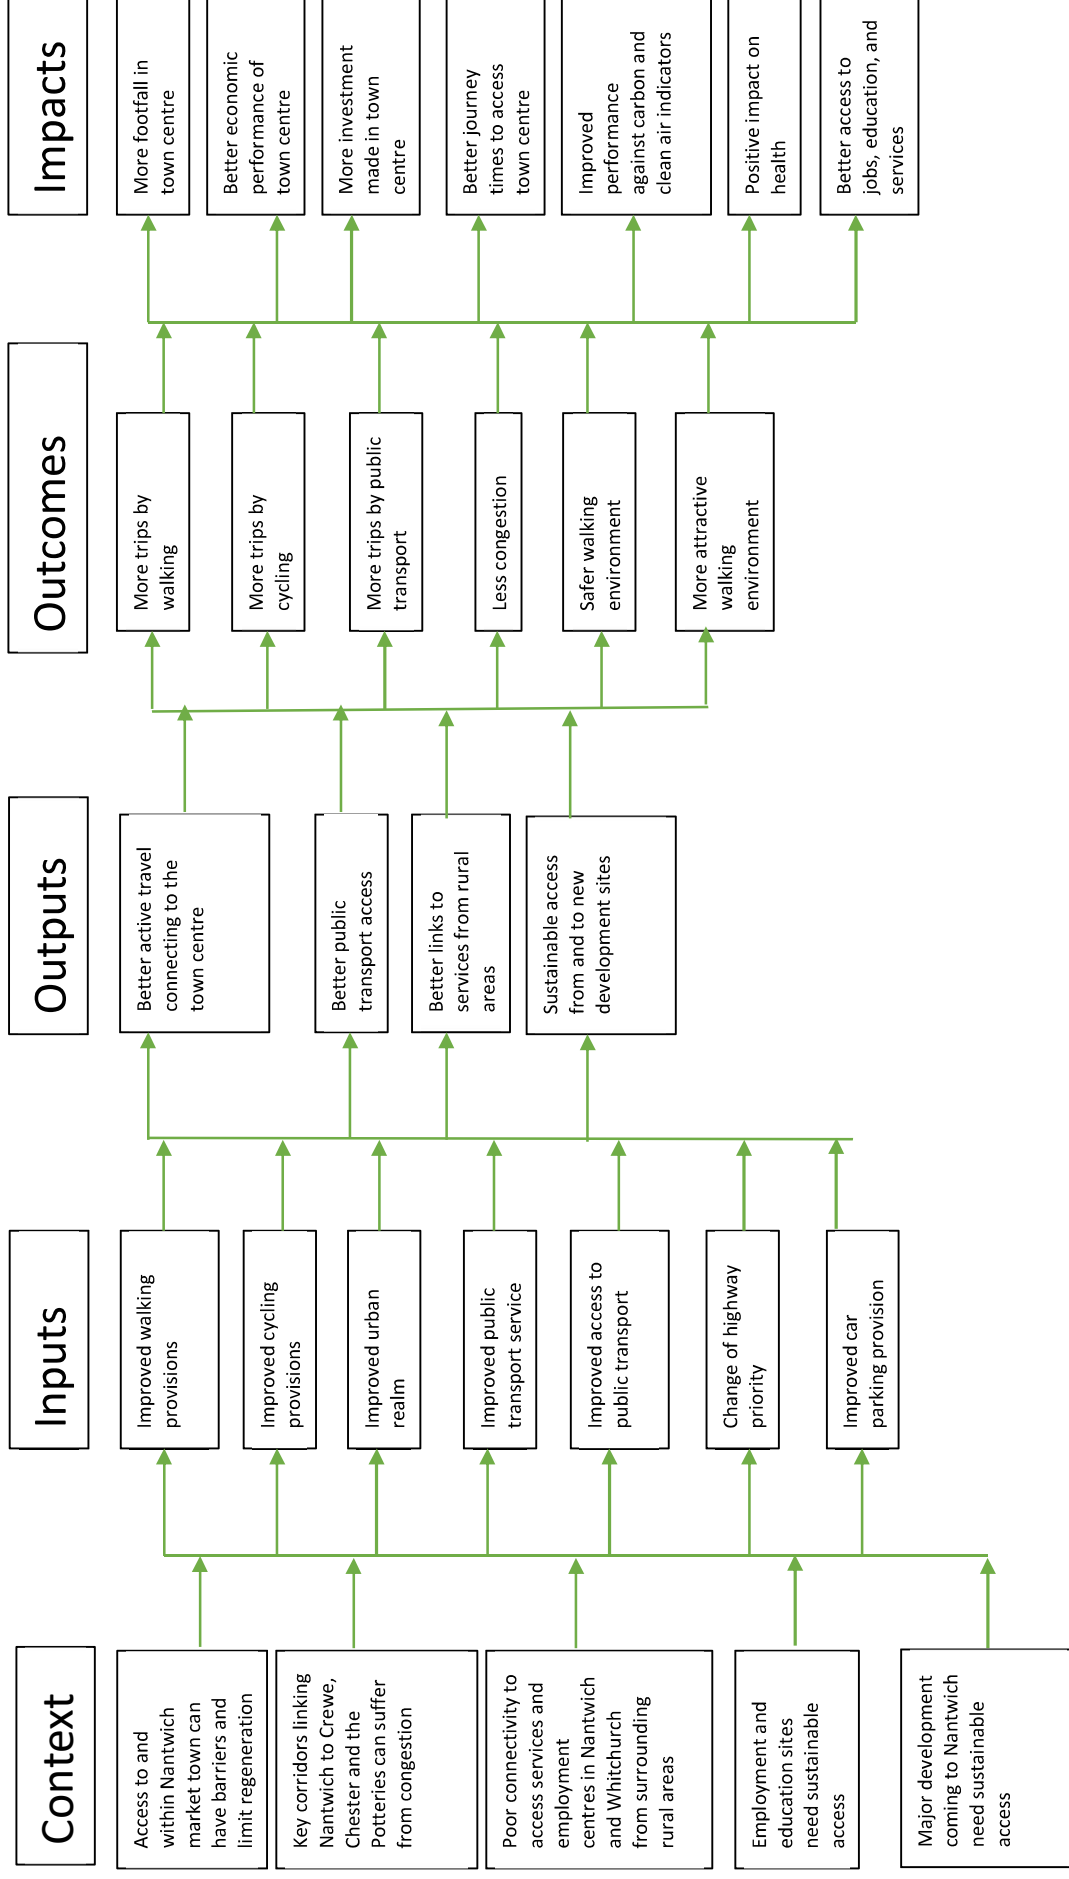 Context
Access to and
within Nantwich
market town can
have barriers and
limit regeneration
Key corridors linking
Nantwich to Crewe,
Chester and the
Potteries can suffer
from congestion
Poor connectivity to
access services and
employment
centres in Nantwich
and Whitchurch
from surrounding
rural areas
Employment and
education sites
need sustainable
access
Major development
coming to Nantwich
need sustainable
access
Inputs
Improved walking
provisions
Improved cycling
provisions
Improved urban
realm
Improved public
transport service
Improved access to
public transport
Change of highway
priority
Improved car
parking provision
Outputs
Better active travel
connecting to the
town centre
Better public
transport access
Better links to
services from rural
areas
Sustainable access
from and to new
development sites
Outcomes
More trips by
walking
More trips by
cycling
More trips by public
transport
Less congestion
Safer walking
environment
More attractive
walking
environment
Impacts
More footfall in
town centre
Better economic
performance of
town centre
More investment
made in town
centre
Better journey
times to access
town centre
Improved
performance
against carbon and
clean air indicators
Positive impact on
health
Better access to
jobs, education, and
services